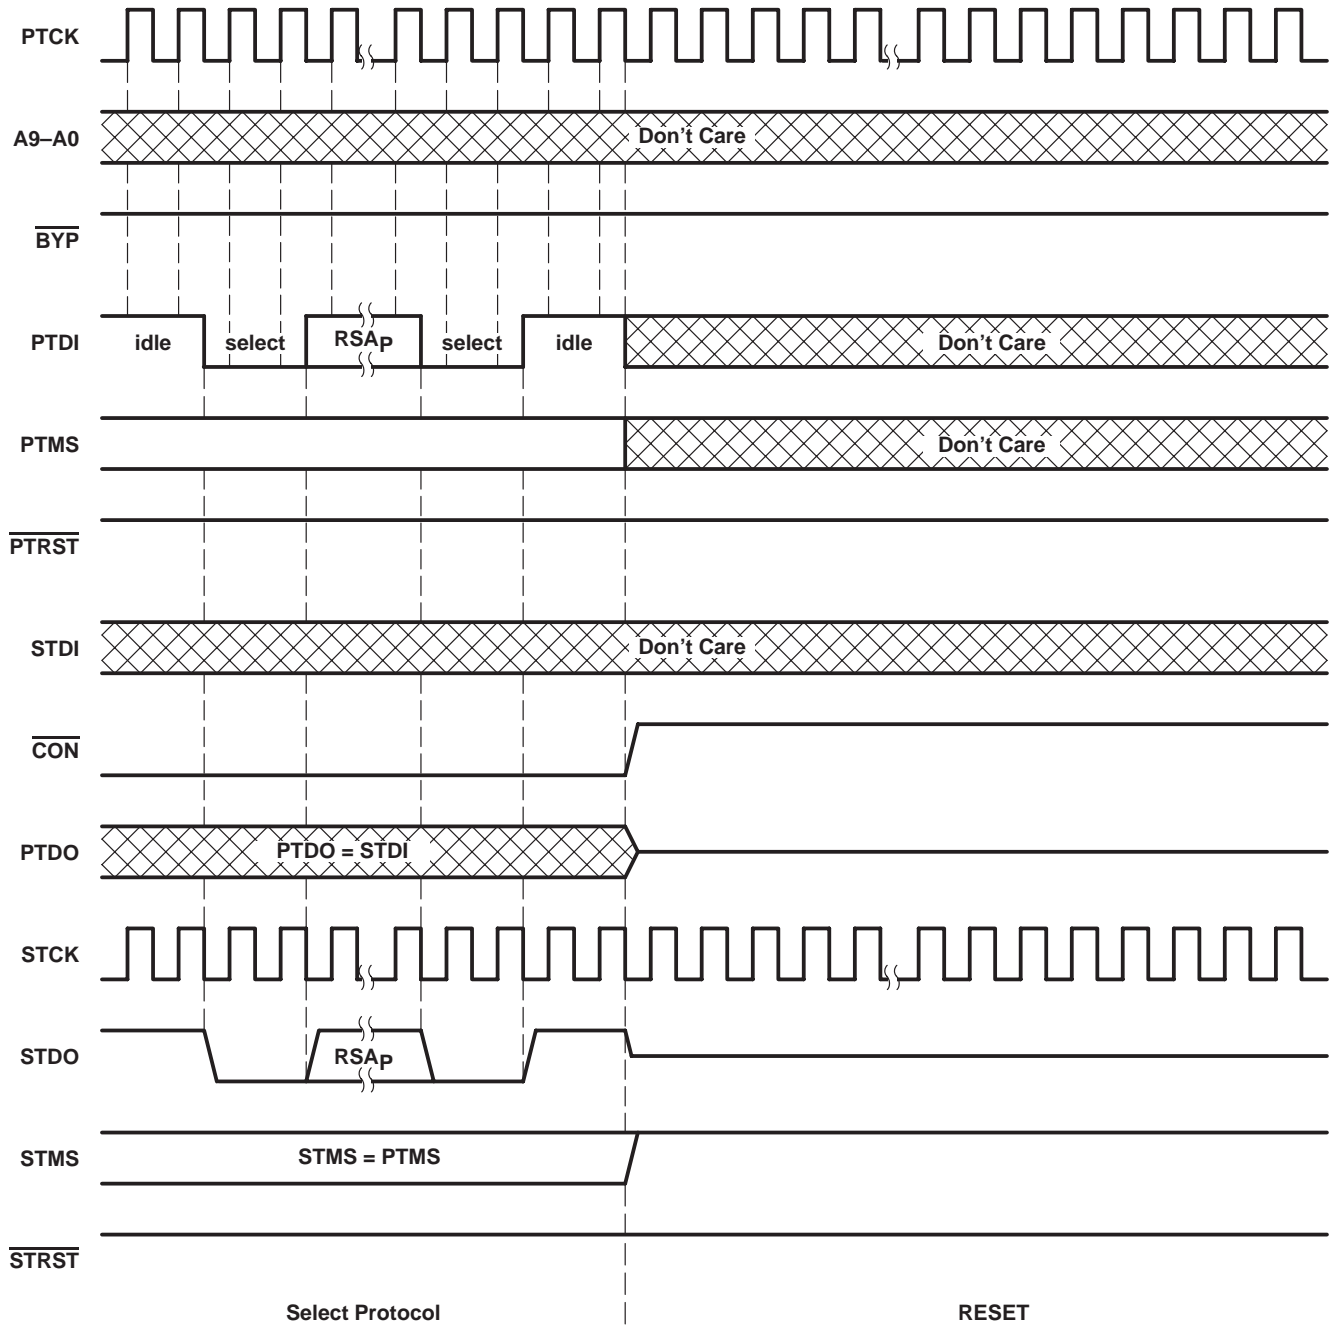 PTCK
A9–A0
Don't Care
BYP
PTDI
idle
select
RSAP
select
idle
Don't Care
PTMS
Don't Care
PTRST
STDI
Don't Care
CON
PTDO
PTDO = STDI
STCK
STDO
RSAP
STMS
STMS = PTMS
STRST
Select Protocol
RESET